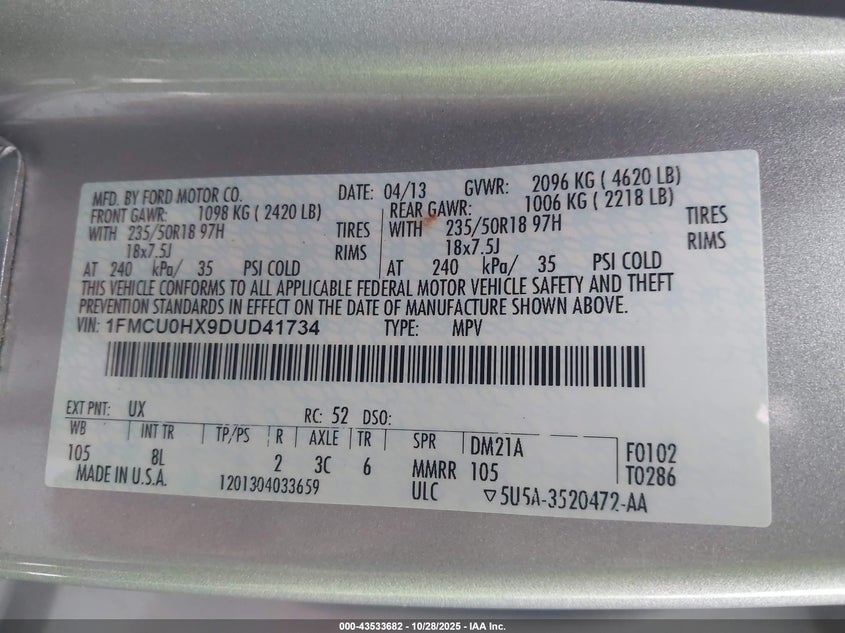 MFD. BY FORD MOTOR CO. DATE: 04/13 GVWR: 2096 KG ( 4620 LB)
FRONT GAWR: 1098 KG ( 2420 LB) REAR GAWR: 1006 KG ( 2218 LB)
WITH 235/50R18 97H TIRES WITH 235/50R18 97H TIRES
18x7.5J RIMS 18x7.5J RIMS
AT 240 kPa/ 35 PSI COLD AT 240 kPa/ 35 PSI COLD
THIS VEHICLE CONFORMS TO ALL APPLICABLE FEDERAL MOTOR VEHICLE SAFETY AND THEFT
PREVENTION STANDARDS IN EFFECT ON THE DATE OF MANUFACTURE SHOWN ABOVE.
VIN: 1FMCU0HX9DUD41734 TYPE: MPV
EXT PNT: UX RC: 52 DSO:
WB INT TR TP/PS R AXLE TR SPR DM21A F0102
105 8L 2 3C 6 MMRR 105 T0286
MADE IN U.S.A. 1201304033659 ULC ▽5U5A-3520472-AA
000-43533682 - 10/28/2025 - IAA Inc.